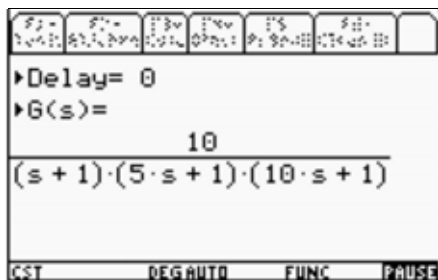 ▸Delay= 0
▸G(s)=
10
(s + 1)·(5·s + 1)·(10·s + 1)
CST DEG AUTO FUNC PAUSE